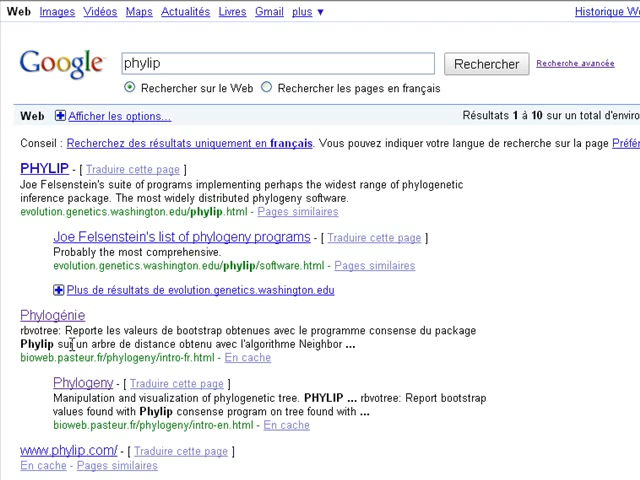 Web Images Vidéos Maps Actualités Livres Gmail plus ▼ Historique We
Google phylip Rechercher Recherche avancée
Rechercher sur le Web Rechercher les pages en français
Web Afficher les options... Résultats 1 à 10 sur un total d'enviro
Conseil : Recherchez des résultats uniquement en français. Vous pouvez indiquer votre langue de recherche sur la page Préfér
PHYLIP - [ Traduire cette page ]
Joe Felsenstein's suite of programs implementing perhaps the widest range of phylogenetic
inference package. The most widely distributed phylogeny software.
evolution.genetics.washington.edu/phylip.html - Pages similaires
Joe Felsenstein's list of phylogeny programs - [ Traduire cette page ]
Probably the most comprehensive.
evolution.genetics.washington.edu/phylip/software.html - Pages similaires
Plus de résultats de evolution.genetics.washington.edu
Phylogénie
rbvotree: Reporte les valeurs de bootstrap obtenues avec le programme consense du package
Phylip sur un arbre de distance obtenu avec l'algorithme Neighbor ...
bioweb.pasteur.fr/phylogeny/intro-fr.html - En cache
Phylogeny - [ Traduire cette page ]
Manipulation and visualization of phylogenetic tree. PHYLIP ... rbvotree: Report bootstrap
values found with Phylip consense program on tree found with ...
bioweb.pasteur.fr/phylogeny/intro-en.html - En cache
www.phylip.com/ - [ Traduire cette page ]
En cache - Pages similaires